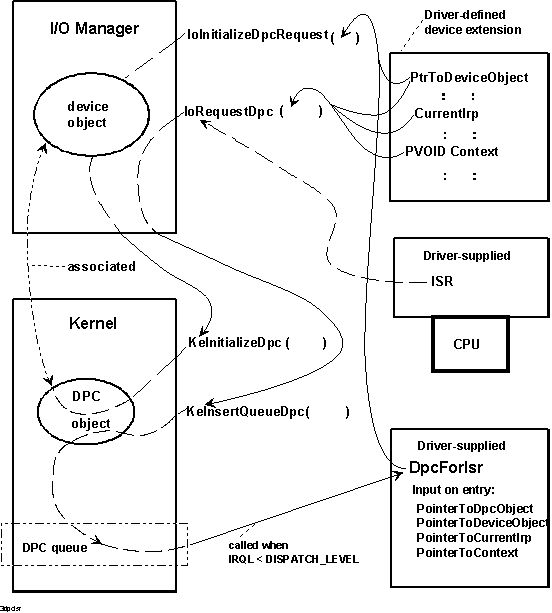 I/O Manager
IoInitializeDpcRequest( )
Driver-defined
device extension
device
object
IoRequestDpc ( )
PtrToDeviceObject
: :
CurrentIrp
: :
PVOID Context
: :
associated
Driver-supplied
ISR
CPU
Kernel
KeInitializeDpc ( )
DPC
object
KeInsertQueueDpc( )
Driver-supplied
DpcForIsr
Input on entry:
PointerToDpcObject
PointerToDeviceObject
PointerToCurrentIrp
PointerToContext
DPC queue
called when
IRQL < DISPATCH_LEVEL
3dpcisr